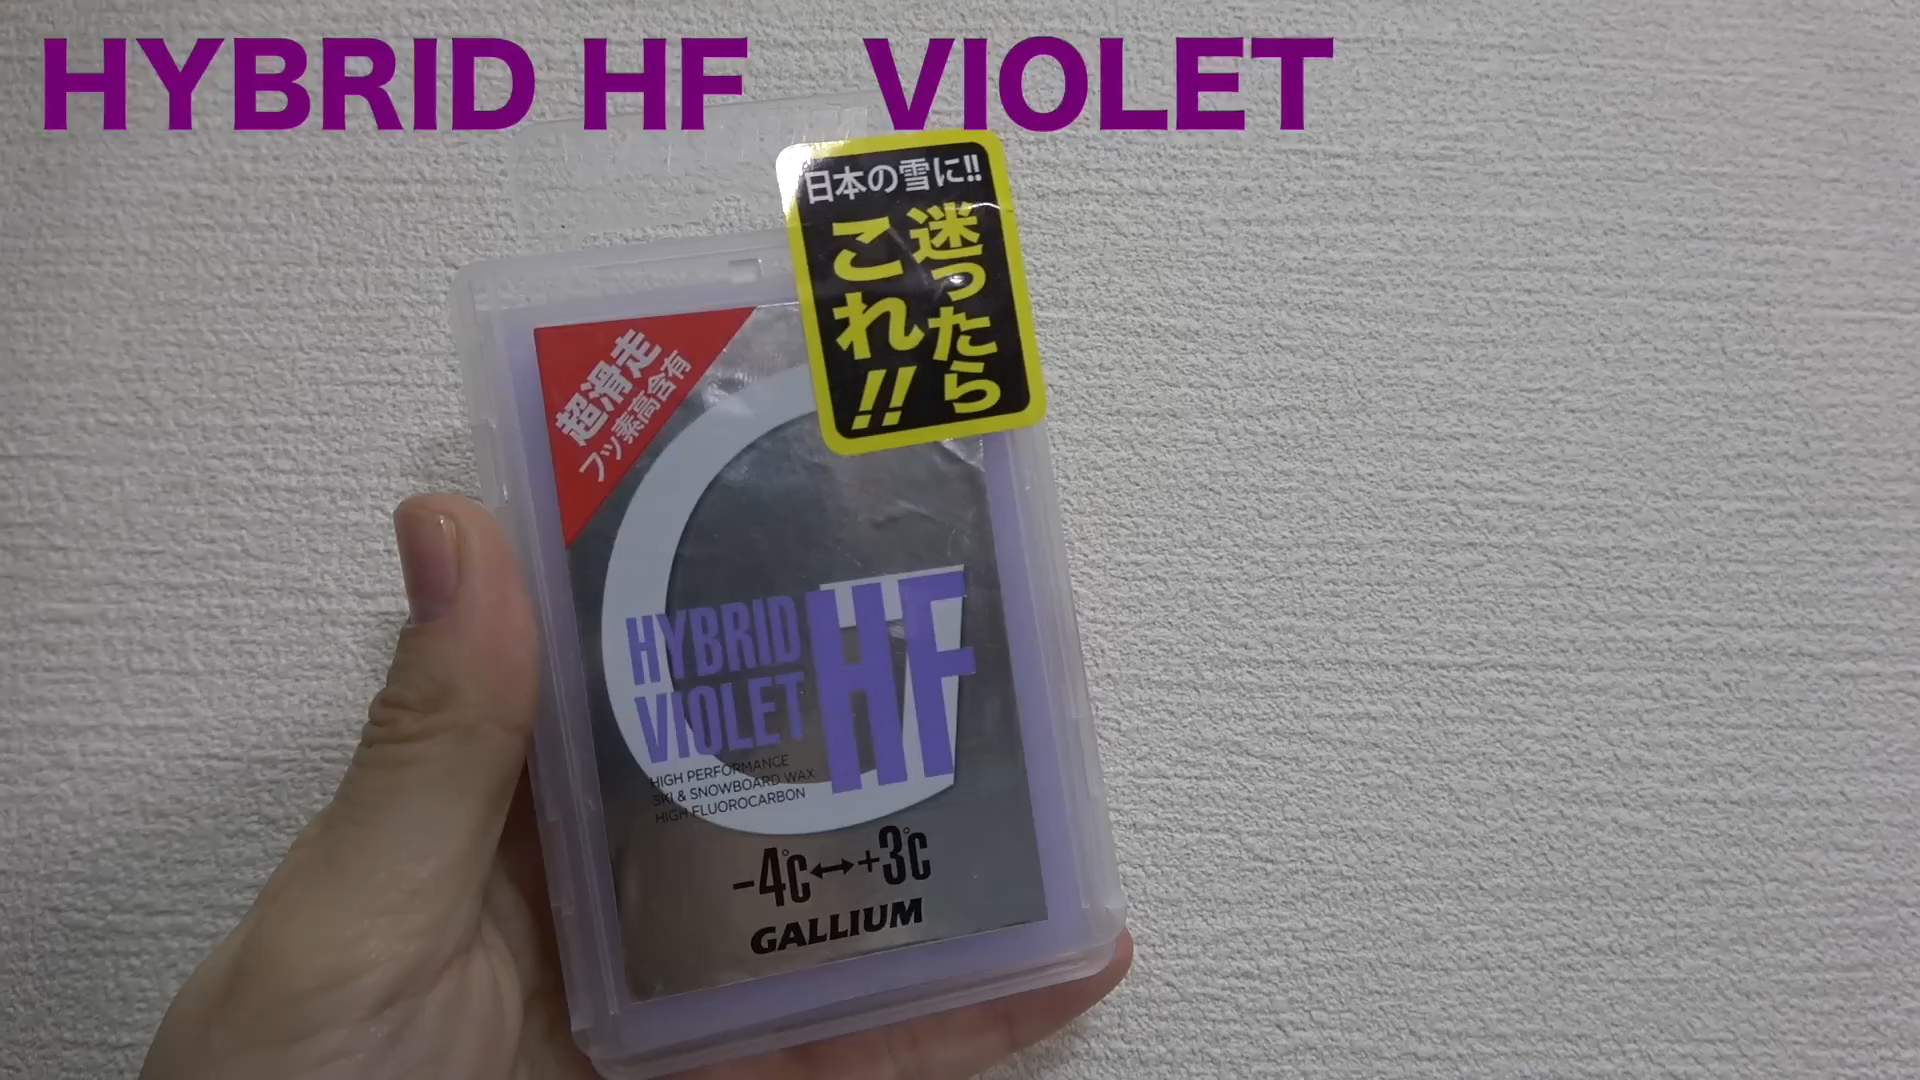 HYBRID HF VIOLET
日本の雪に!!
迷ったら
これ!!
超滑走
フッ素高含有
HYBRID
VIOLET
HF
HIGH PERFORMANCE
SKI & SNOWBOARD WAX
HIGH FLUOROCARBON
-4℃↔+3℃
GALLIUM